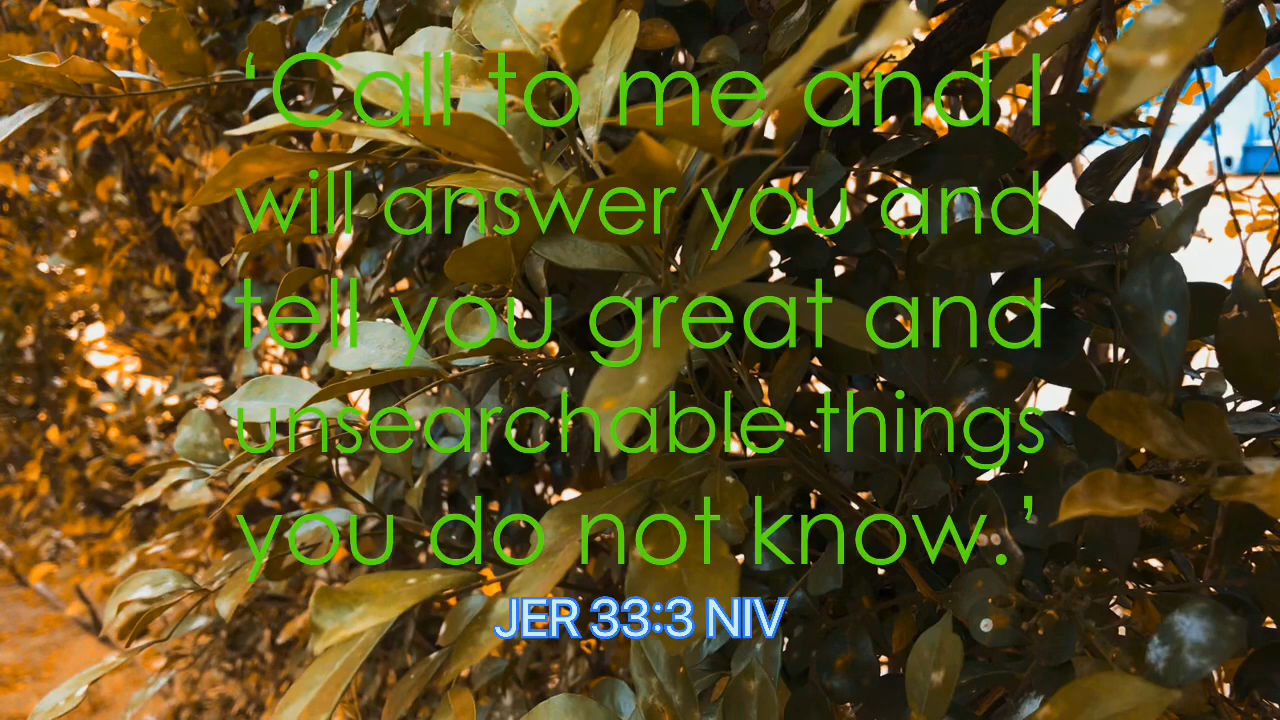 ‘Call to me and I
will answer you and
tell you great and
unsearchable things
you do not know.’
JER 33:3 NIV